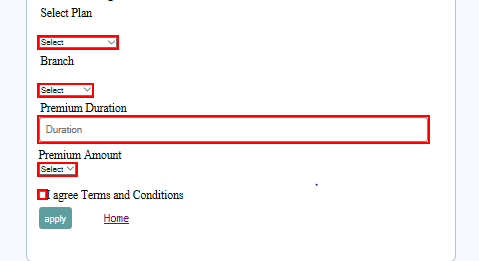 Select Plan
Select
Branch
Select
Premium Duration
Duration
Premium Amount
Select
I agree Terms and Conditions
apply Home